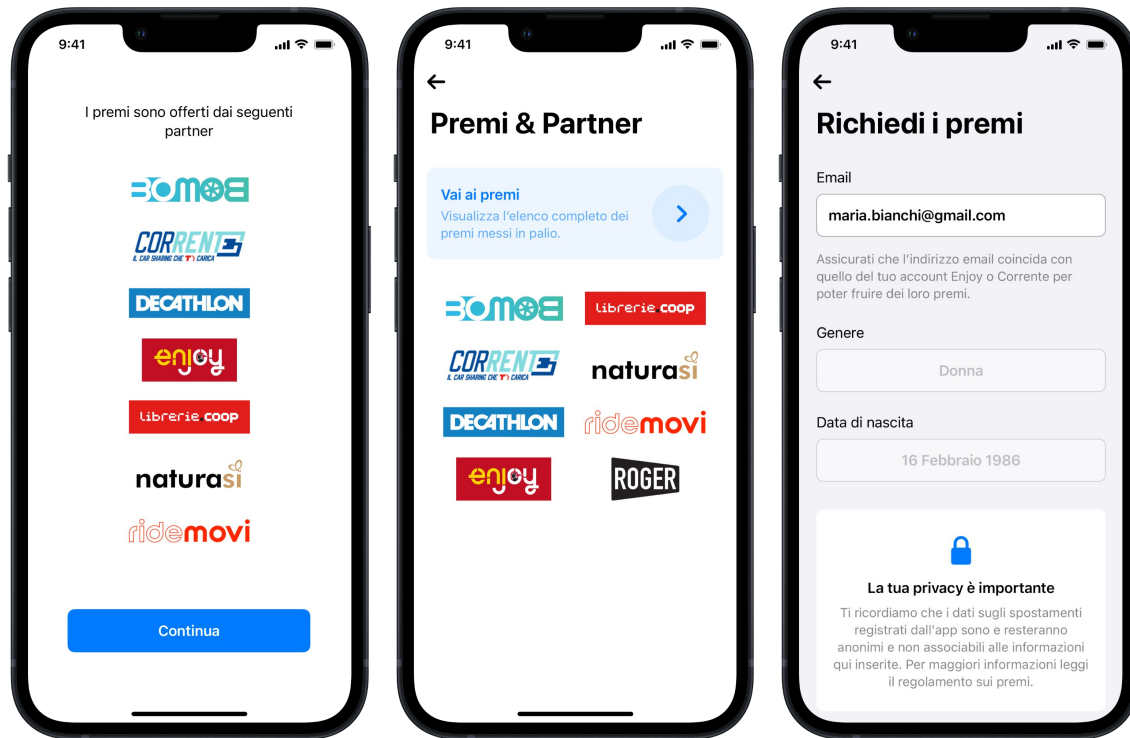 9:41
I premi sono offerti dai seguenti
partner
BOMOB
CORRENTE
IL CAR SHARING CHE TI CARICA
DECATHLON
enjoy
librerie.coop
naturasì
ridemovi
Continua
9:41
Premi & Partner
Vai ai premi
Visualizza l'elenco completo dei
premi messi in palio.
BOMOB
librerie.coop
CORRENTE
IL CAR SHARING CHE TI CARICA
naturasì
DECATHLON
ridemovi
enjoy
ROGER
9:41
Richiedi i premi
Email
maria.bianchi@gmail.com
Assicurati che l'indirizzo email coincida con
quello del tuo account Enjoy o Corrente per
poter fruire dei loro premi.
Genere
Donna
Data di nascita
16 Febbraio 1986
La tua privacy è importante
Ti ricordiamo che i dati sugli spostamenti
registrati dall'app sono e resteranno
anonimi e non associabili alle informazioni
qui inserite. Per maggiori informazioni leggi
il regolamento sui premi.